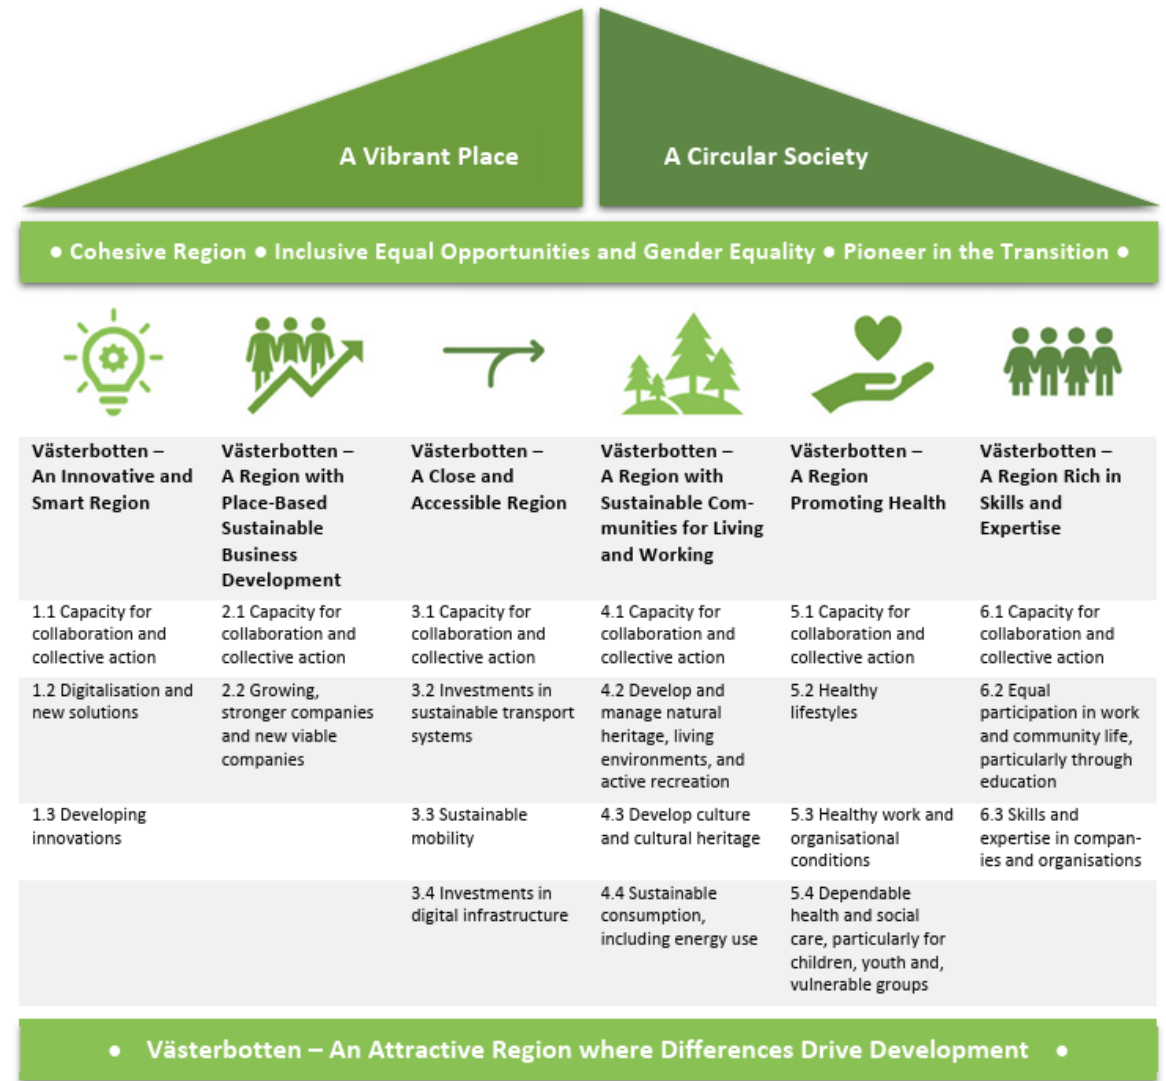 A Vibrant Place
A Circular Society
● Cohesive Region ● Inclusive Equal Opportunities and Gender Equality ● Pioneer in the Transition ●
Västerbotten –
An Innovative and
Smart Region
Västerbotten –
A Region with
Place-Based
Sustainable
Business
Development
Västerbotten –
A Close and
Accessible Region
Västerbotten –
A Region with
Sustainable Com-
munities for Living
and Working
Västerbotten –
A Region
Promoting Health
Västerbotten –
A Region Rich in
Skills and
Expertise
1.1 Capacity for
collaboration and
collective action
2.1 Capacity for
collaboration and
collective action
3.1 Capacity for
collaboration and
collective action
4.1 Capacity for
collaboration and
collective action
5.1 Capacity for
collaboration and
collective action
6.1 Capacity for
collaboration and
collective action
1.2 Digitalisation and
new solutions
2.2 Growing,
stronger companies
and new viable
companies
3.2 Investments in
sustainable transport
systems
4.2 Develop and
manage natural
heritage, living
environments, and
active recreation
5.2 Healthy
lifestyles
6.2 Equal
participation in work
and community life,
particularly through
education
1.3 Developing
innovations
3.3 Sustainable
mobility
4.3 Develop culture
and cultural heritage
5.3 Healthy work and
organisational
conditions
6.3 Skills and
expertise in compan-
ies and organisations
3.4 Investments in
digital infrastructure
4.4 Sustainable
consumption,
including energy use
5.4 Dependable
health and social
care, particularly for
children, youth and,
vulnerable groups
● Västerbotten – An Attractive Region where Differences Drive Development ●